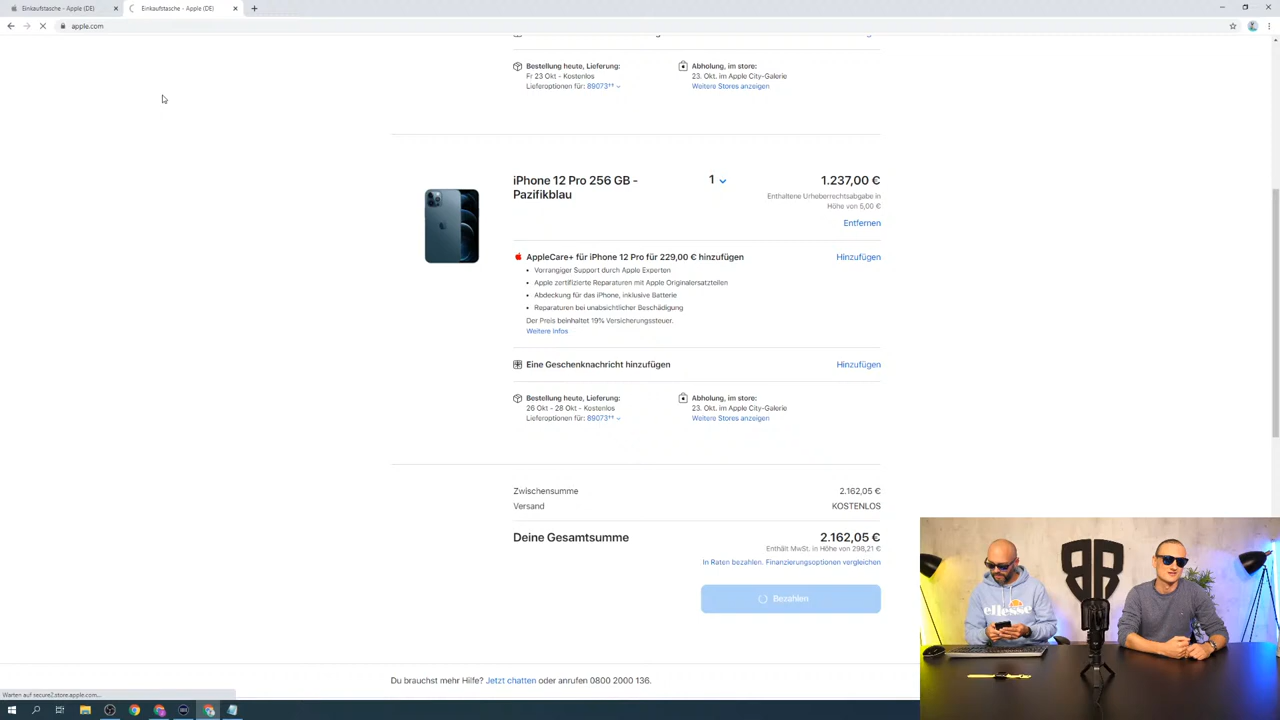 Einkaufstasche - Apple (DE)
Einkaufstasche - Apple (DE)
apple.com
Bestellung heute, Lieferung:
Fr 23 Okt - Kostenlos
Lieferoptionen für: 89073††
Abholung, im store:
23. Okt. im Apple City-Galerie
Weitere Stores anzeigen
iPhone 12 Pro 256 GB -
Pazifikblau
1
1.237,00 €
Enthaltene Urheberrechtsabgabe in
Höhe von 5,00 €
Entfernen
AppleCare+ für iPhone 12 Pro für 229,00 € hinzufügen
Hinzufügen
• Vorrangiger Support durch Apple Experten
• Apple zertifizierte Reparaturen mit Apple Originalersatzteilen
• Abdeckung für das iPhone, inklusive Batterie
• Reparaturen bei unabsichtlicher Beschädigung
Der Preis beinhaltet 19% Versicherungssteuer.
Weitere Infos
Eine Geschenknachricht hinzufügen
Hinzufügen
Bestellung heute, Lieferung:
26 Okt - 28 Okt - Kostenlos
Lieferoptionen für: 89073††
Abholung, im store:
23. Okt. im Apple City-Galerie
Weitere Stores anzeigen
Zwischensumme 2.162,05 €
Versand KOSTENLOS
Deine Gesamtsumme 2.162,05 €
Enthält MwSt. in Höhe von 298,21 €
In Raten bezahlen. Finanzierungsoptionen vergleichen
Bezahlen
Du brauchst mehr Hilfe? Jetzt chatten oder anrufen 0800 2000 136.
Warten auf secure2.store.apple.com...
ellesse